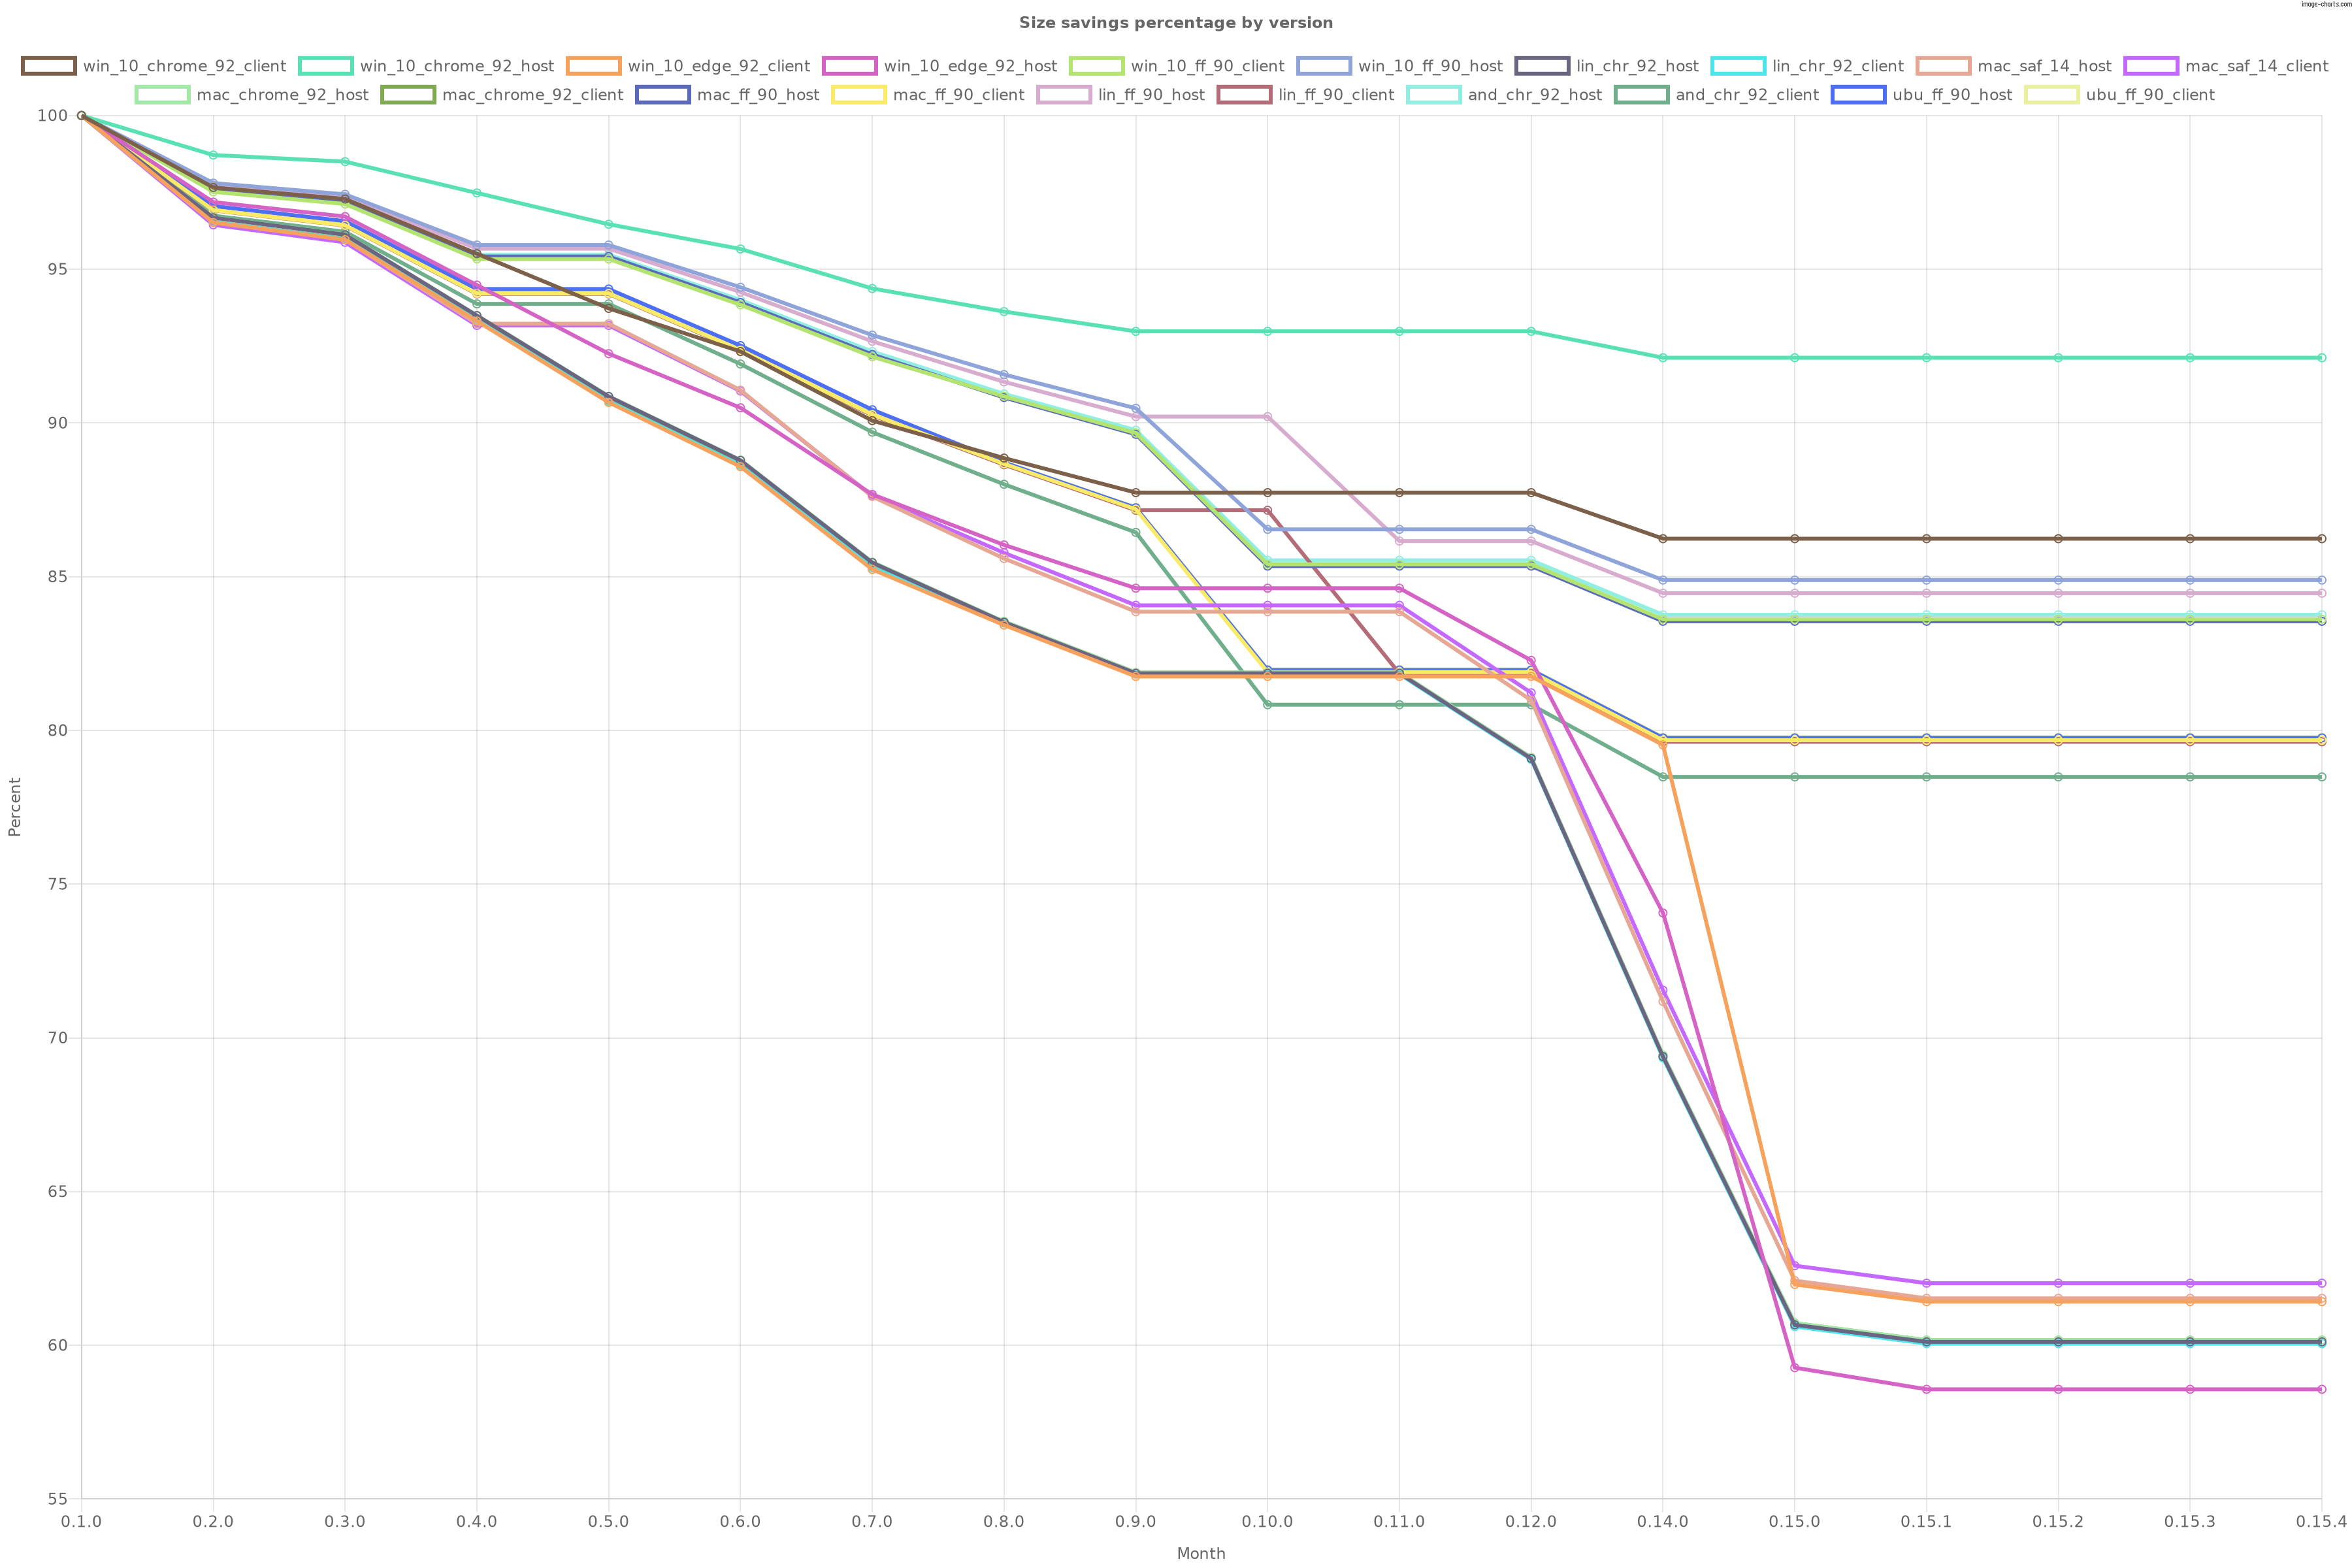 image-charts.com
Size savings percentage by version
win_10_chrome_92_client win_10_chrome_92_host win_10_edge_92_client win_10_edge_92_host win_10_ff_90_client win_10_ff_90_host lin_chr_92_host lin_chr_92_client mac_saf_14_host mac_saf_14_client
mac_chrome_92_host mac_chrome_92_client mac_ff_90_host mac_ff_90_client lin_ff_90_host lin_ff_90_client and_chr_92_host and_chr_92_client ubu_ff_90_host ubu_ff_90_client
100
95
90
85
80
75
70
65
60
55
Percent
0.1.0 0.2.0 0.3.0 0.4.0 0.5.0 0.6.0 0.7.0 0.8.0 0.9.0 0.10.0 0.11.0 0.12.0 0.14.0 0.15.0 0.15.1 0.15.2 0.15.3 0.15.4
Month